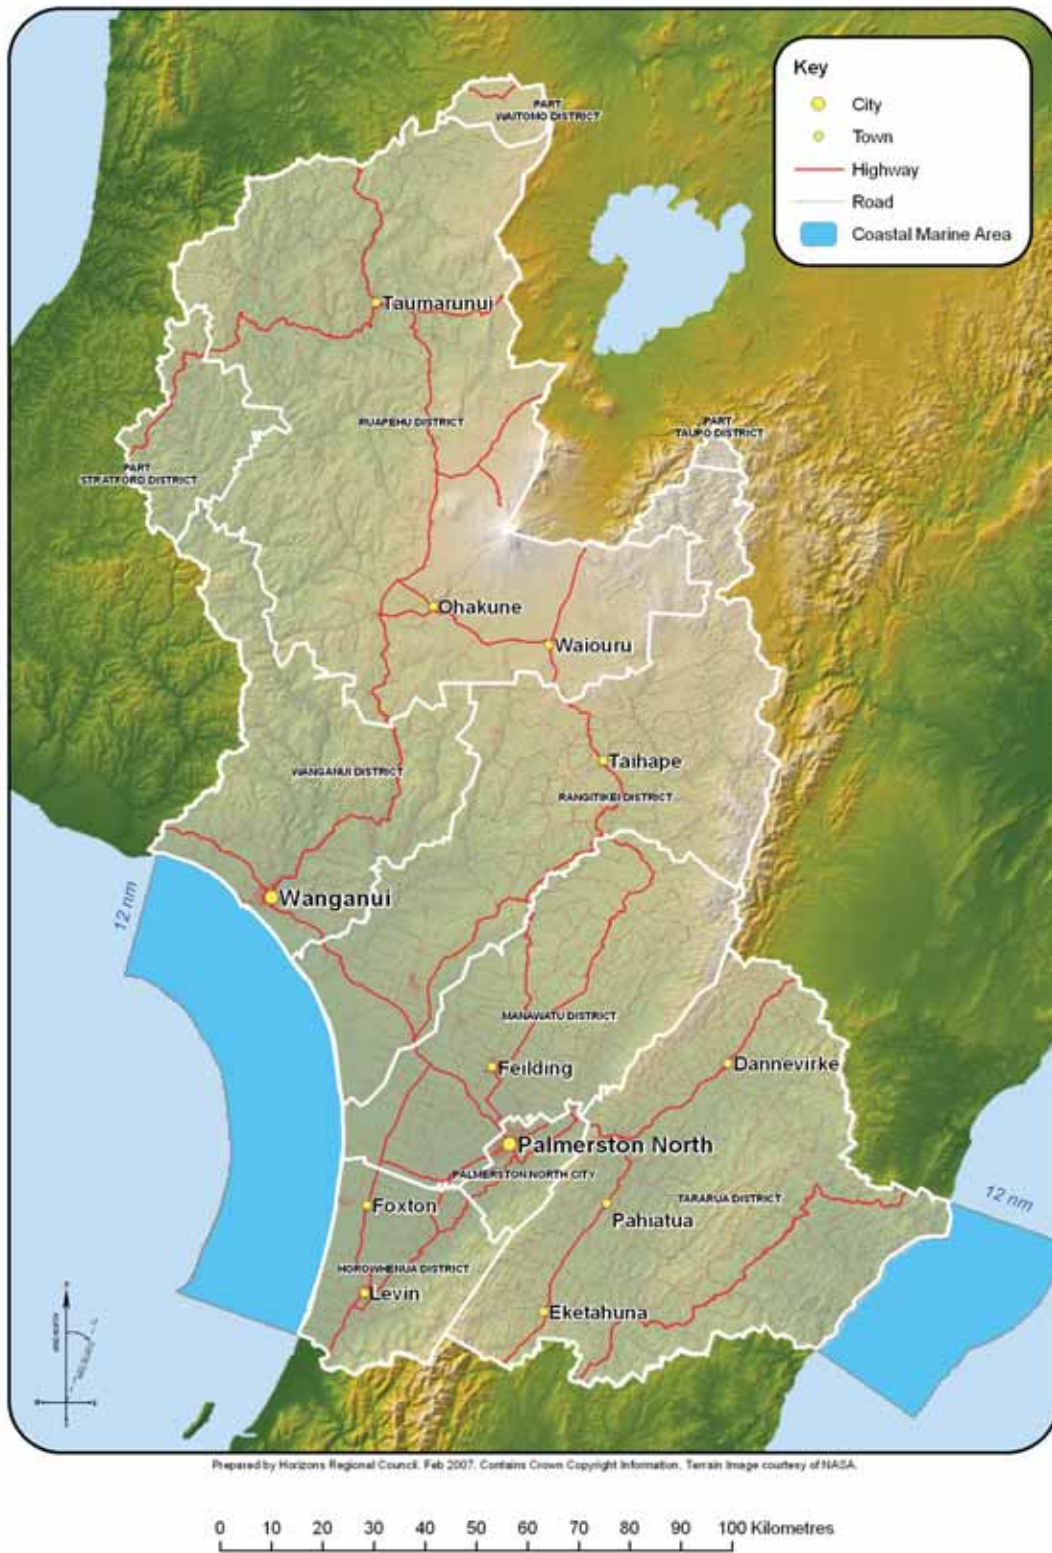 Key
City
Town
Highway
Road
Coastal Marine Area
PART
WAITOMO DISTRICT
Taumarunui
RUAPEHU DISTRICT
PART
TAUPO DISTRICT
PART
STRATFORD DISTRICT
Ohakune
Waiouru
Taihape
WANGANUI DISTRICT
RANGITIKEI DISTRICT
12 nm
Wanganui
MANAWATU DISTRICT
Feilding
Dannevirke
Palmerston North
PALMERSTON NORTH CITY
Foxton
TARARUA DISTRICT
12 nm
Pahiatua
HOROWHENUA DISTRICT
Levin
Eketahuna
Prepared by Horizons Regional Council. Feb 2007. Contains Crown Copyright Information. Terrain Image courtesy of NASA.
0 10 20 30 40 50 60 70 80 90 100 Kilometres